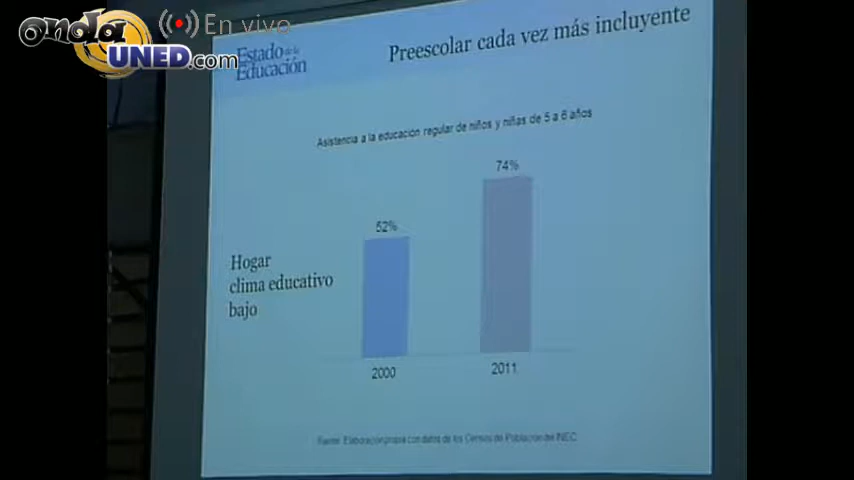 onda
UNED.com
En vivo
Estado de la
Educación
Preescolar cada vez más incluyente
Asistencia a la educación regular de niños y niñas de 5 a 6 años
74%
52%
Hogar
clima educativo
bajo
2000
2011
Fuente: Elaboración propia con datos de los Censos de Población del INEC